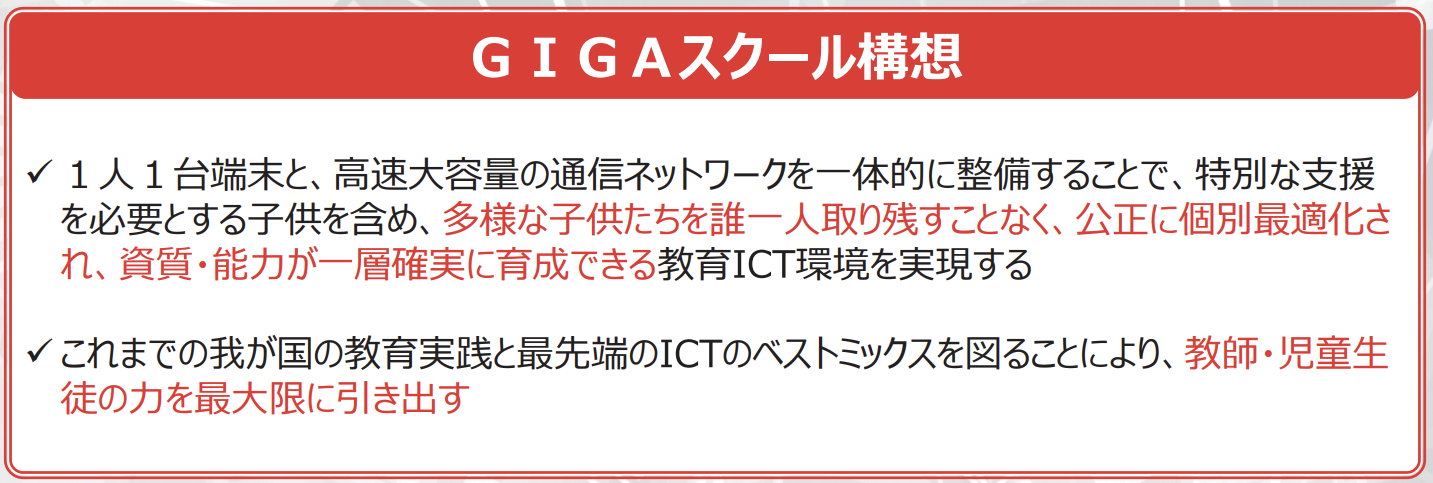 ＧＩＧＡスクール構想
✓ １人１台端末と、高速大容量の通信ネットワークを一体的に整備することで、特別な支援
を必要とする子供を含め、多様な子供たちを誰一人取り残すことなく、公正に個別最適化さ
れ、資質・能力が一層確実に育成できる教育ICT環境を実現する
✓ これまでの我が国の教育実践と最先端のICTのベストミックスを図ることにより、教師・児童生
徒の力を最大限に引き出す